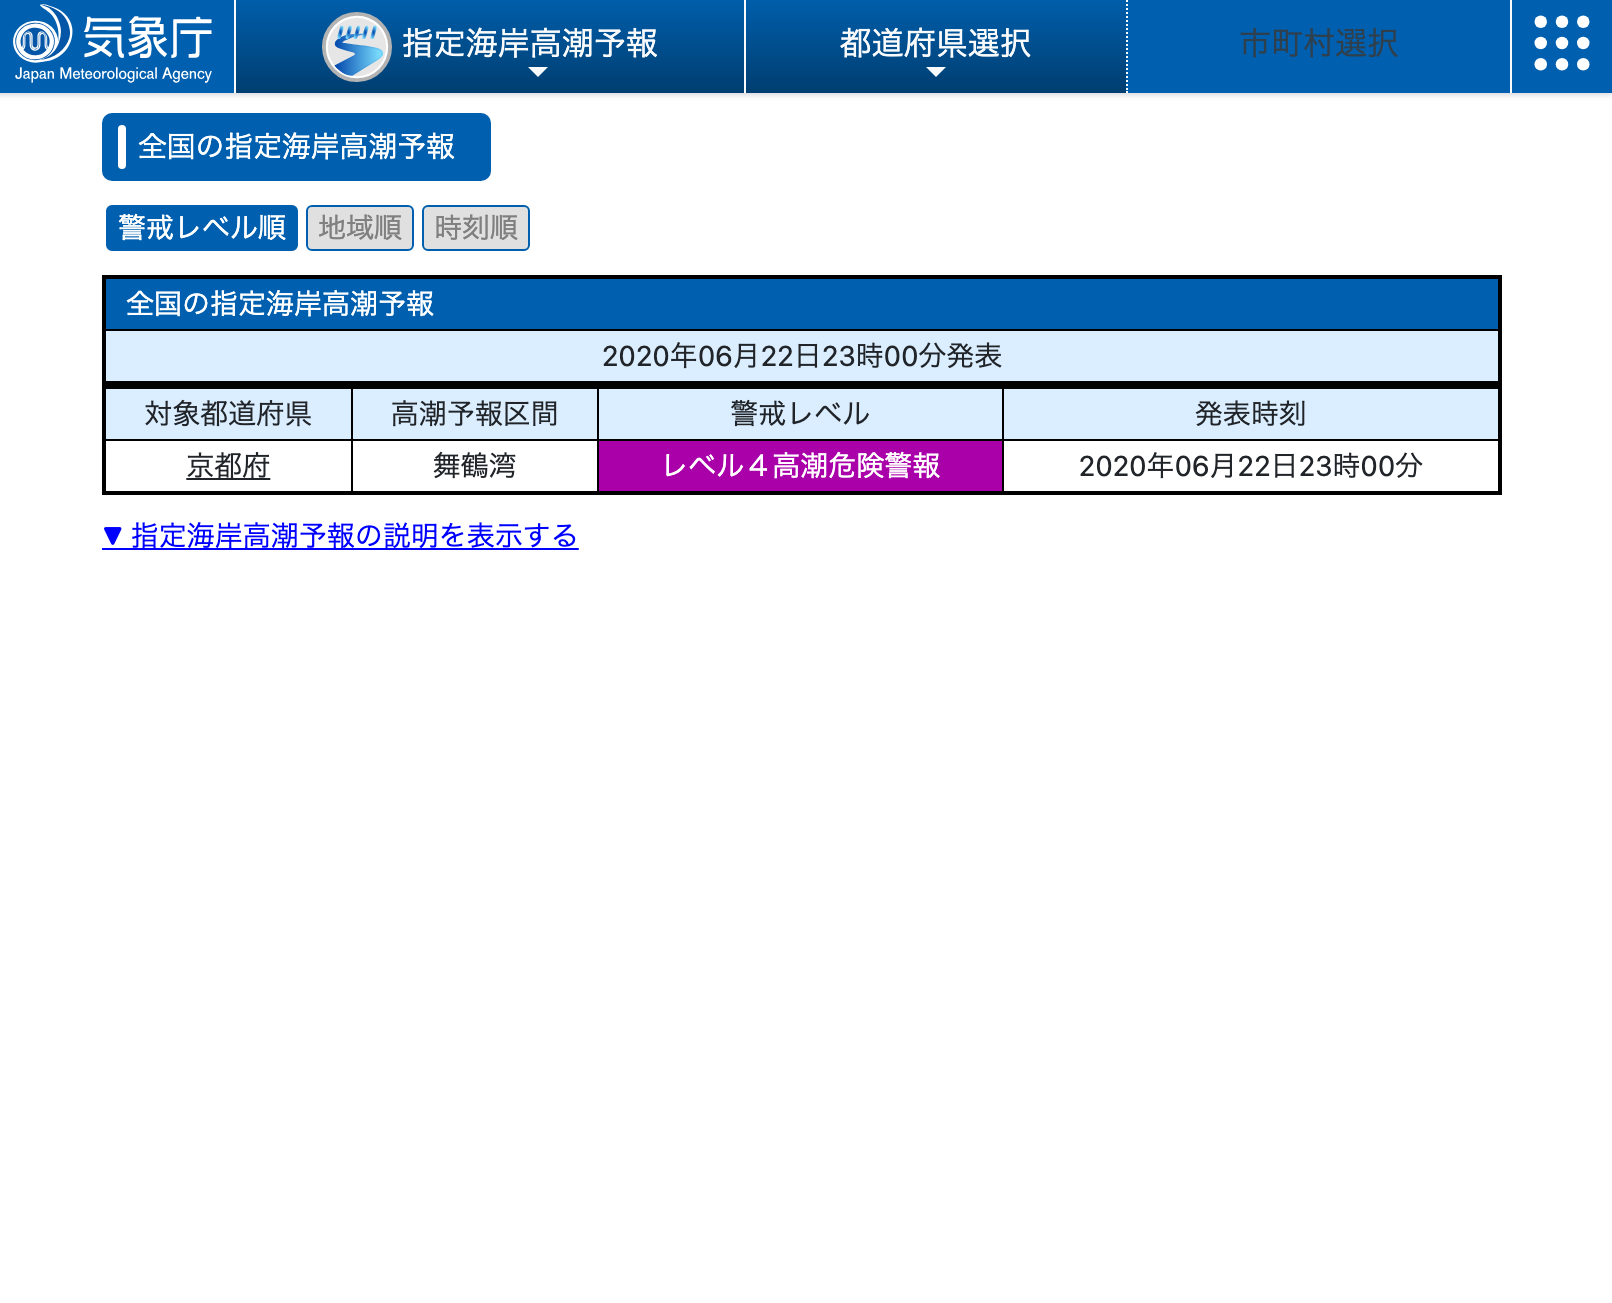 気象庁
Japan Meteorological Agency
指定海岸高潮予報
都道府県選択
市町村選択
全国の指定海岸高潮予報
警戒レベル順 地域順 時刻順
全国の指定海岸高潮予報
2020年06月22日23時00分発表
対象都道府県 高潮予報区間 警戒レベル 発表時刻
京都府 舞鶴湾 レベル４高潮危険警報 2020年06月22日23時00分
▼ 指定海岸高潮予報の説明を表示する